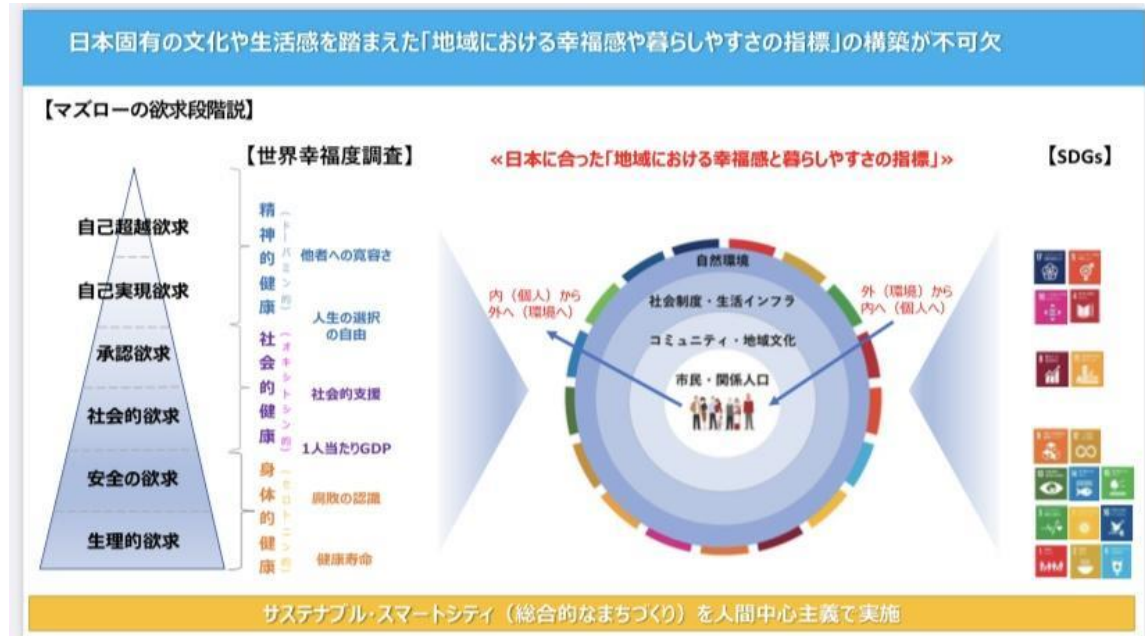 日本固有の文化や生活感を踏まえた「地域における幸福感や暮らしやすさの指標」の構築が不可欠
【マズローの欲求段階説】
自己超越欲求
自己実現欲求
承認欲求
社会的欲求
安全の欲求
生理的欲求
【世界幸福度調査】
精神的健康
(ドーパミン的)
社会的健康
(オキシトシン的)
身体的健康
(セロトニン的)
他者への寛容さ
人生の選択
の自由
社会的支援
1人当たりGDP
腐敗の認識
健康寿命
≪日本に合った「地域における幸福感と暮らしやすさの指標」≫
内（個人）から
外へ（環境へ）
自然環境
社会制度・生活インフラ
コミュニティ・地域文化
市民・関係人口
外（環境）から
内へ（個人へ）
【SDGs】
サステナブル・スマートシティ（総合的なまちづくり）を人間中心主義で実施